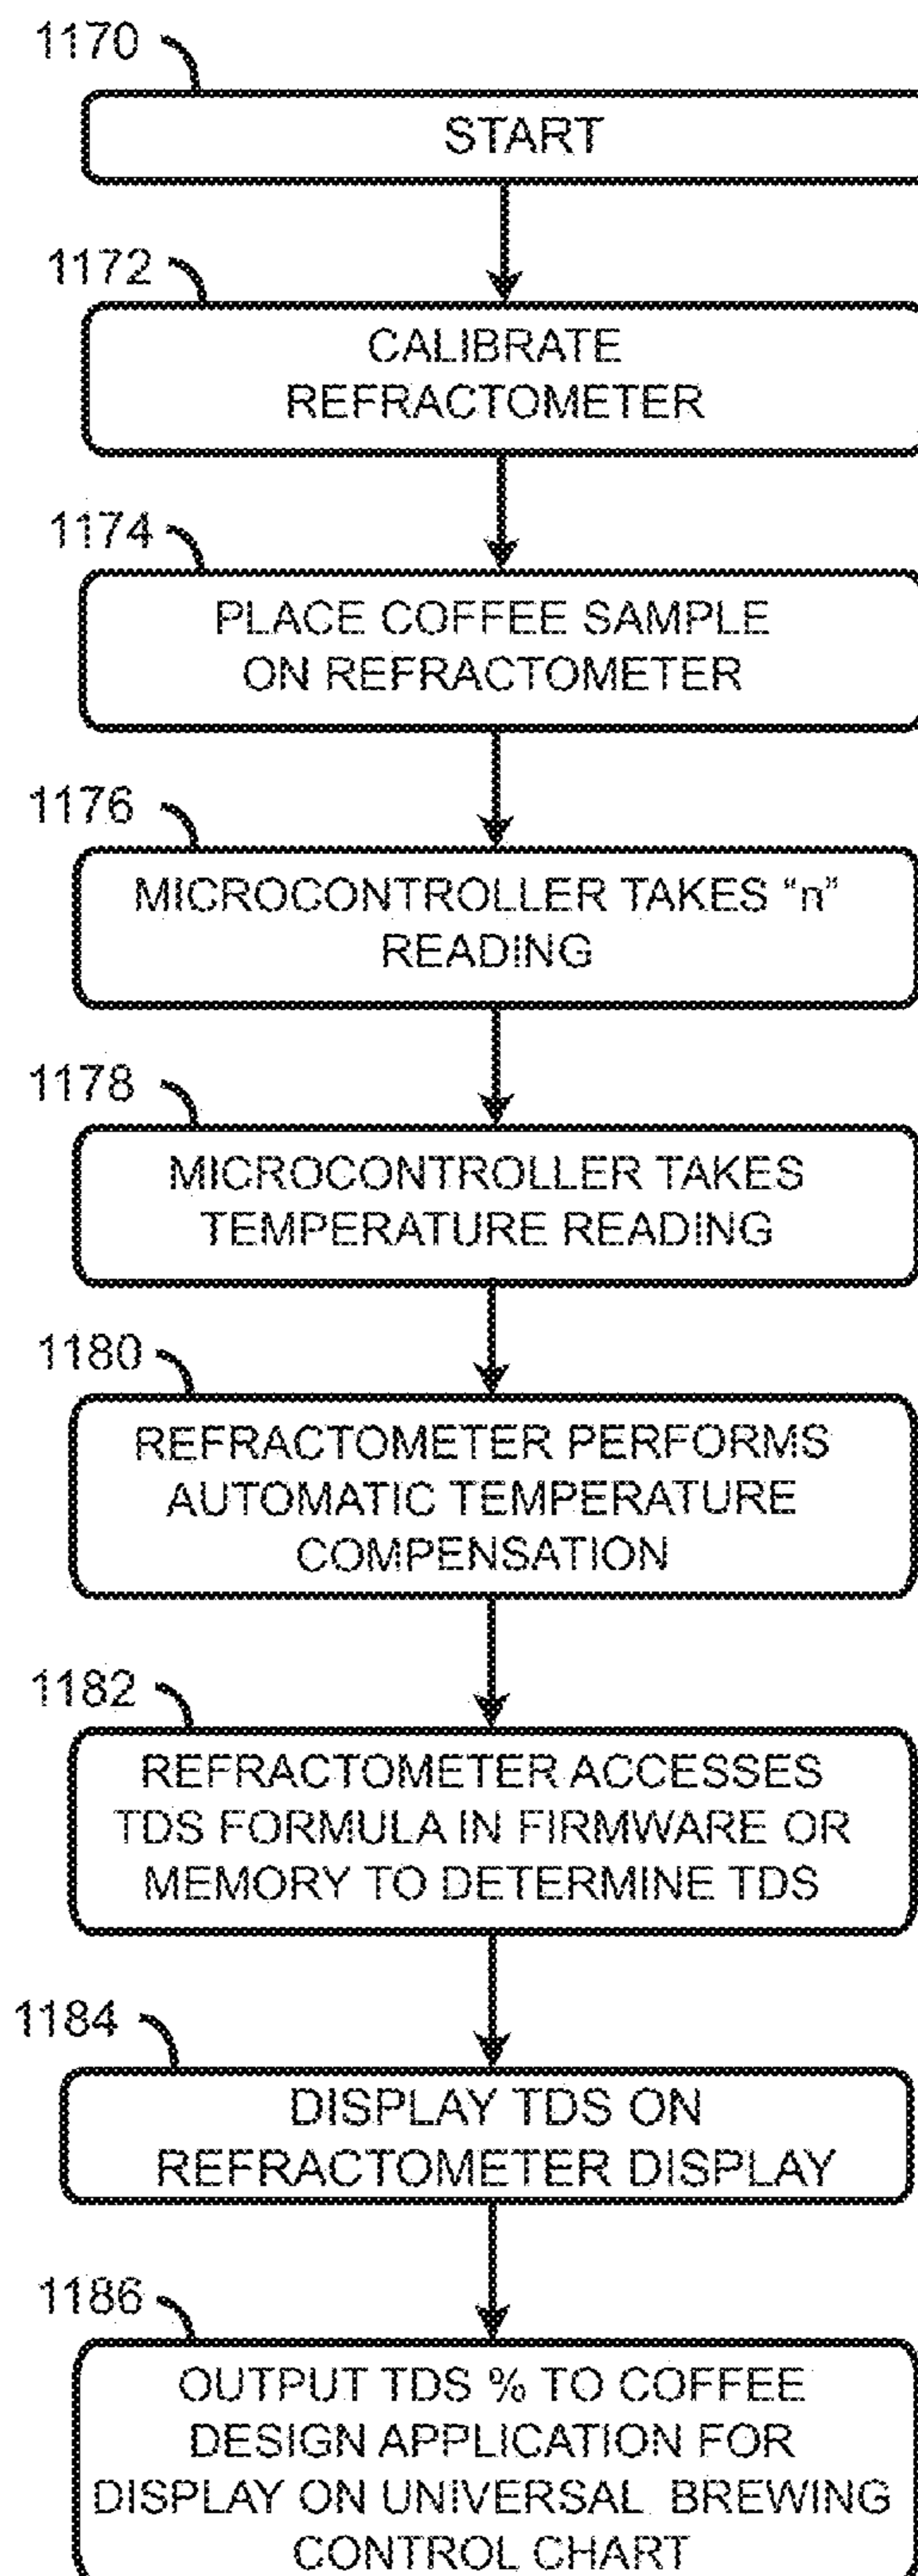 1170
START
1172
CALIBRATE
REFRACTOMETER
1174
PLACE COFFEE SAMPLE
ON REFRACTOMETER
1176
MICROCONTROLLER TAKES “n”
READING
1178
MICROCONTROLLER TAKES
TEMPERATURE READING
1180
REFRACTOMETER PERFORMS
AUTOMATIC TEMPERATURE
COMPENSATION
1182
REFRACTOMETER ACCESSES
TDS FORMULA IN FIRMWARE OR
MEMORY TO DETERMINE TDS
1184
DISPLAY TDS ON
REFRACTOMETER DISPLAY
1186
OUTPUT TDS % TO COFFEE
DESIGN APPLICATION FOR
DISPLAY ON UNIVERSAL BREWING
CONTROL CHART